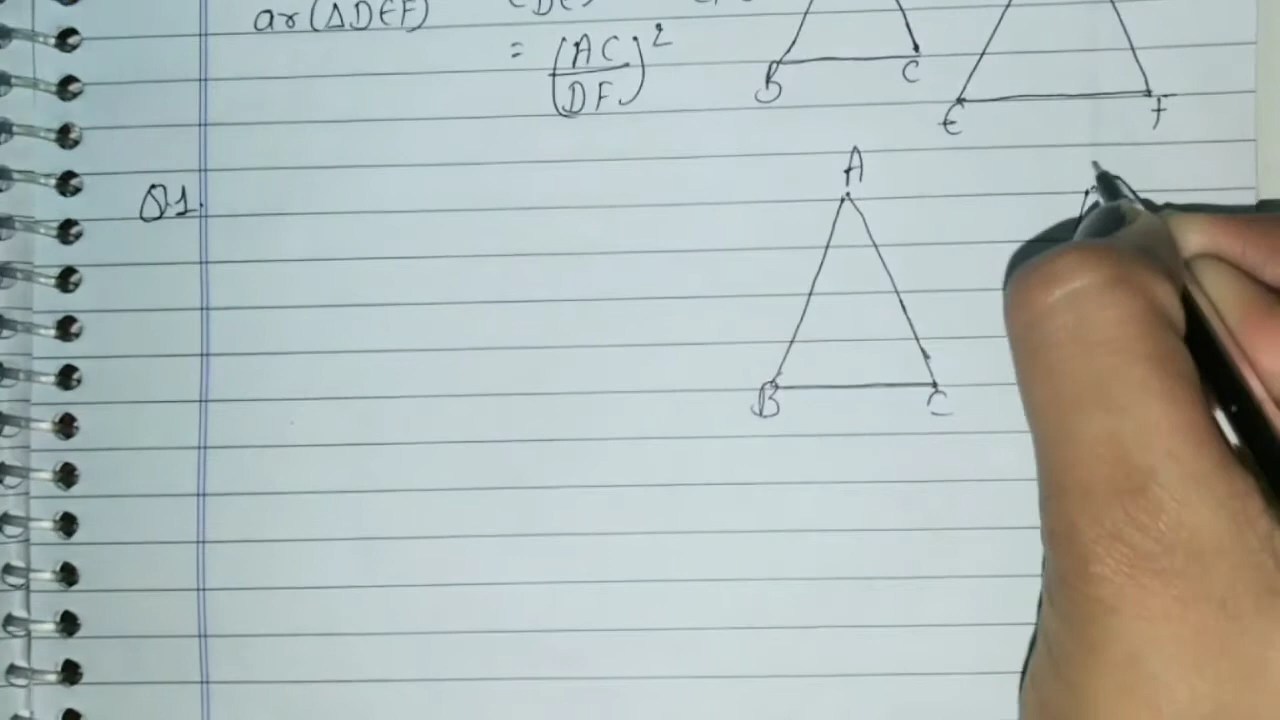 ar(ΔDEF)
= (AC/DF)²
B C
E F
Q1.
A
B C